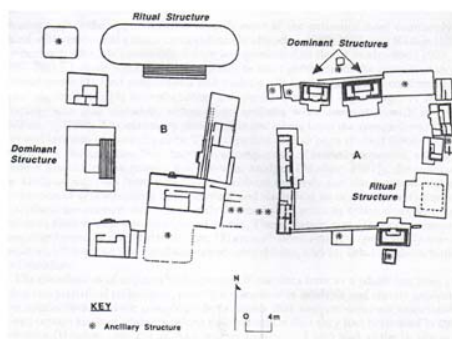 Ritual Structure
Dominant Structures
B
Dominant
Structure
A
Ritual
Structure
N
KEY
Ancillary Structure
0 4m